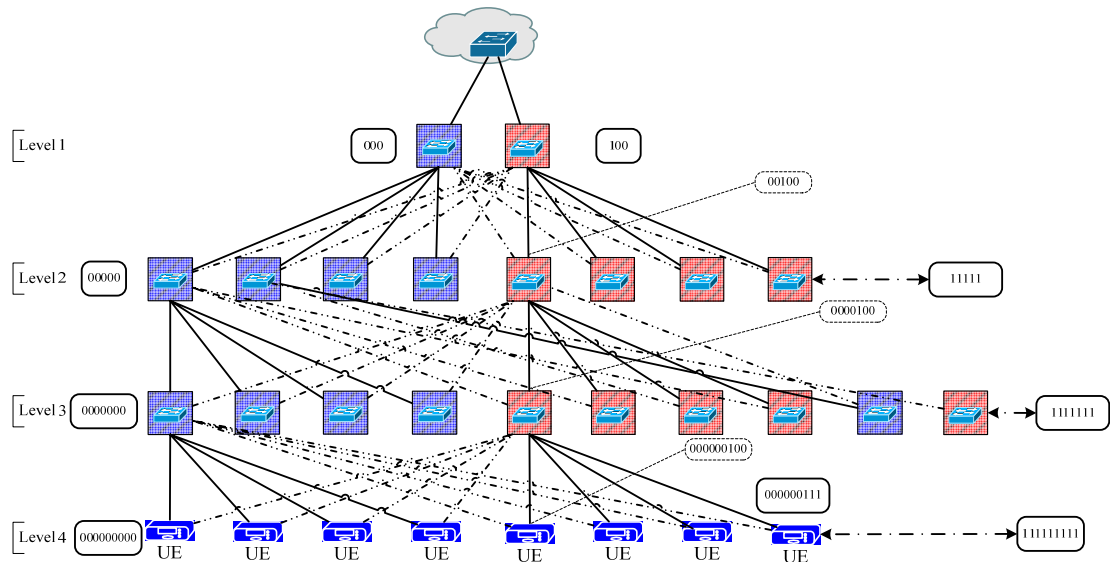 Level 1
000
100
00100
Level 2
00000
11111
0000100
Level 3
0000000
1111111
000000100
000000111
Level 4
000000000
111111111
UE
UE
UE
UE
UE
UE
UE
UE